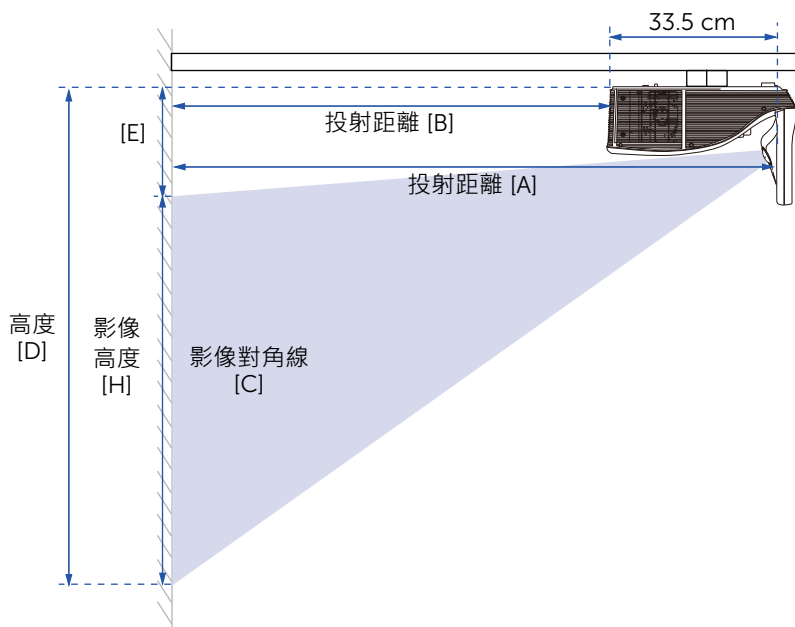 33.5 cm
[E]
投射距離 [B]
投射距離 [A]
高度
[D]
影像
高度
[H]
影像對角線
[C]